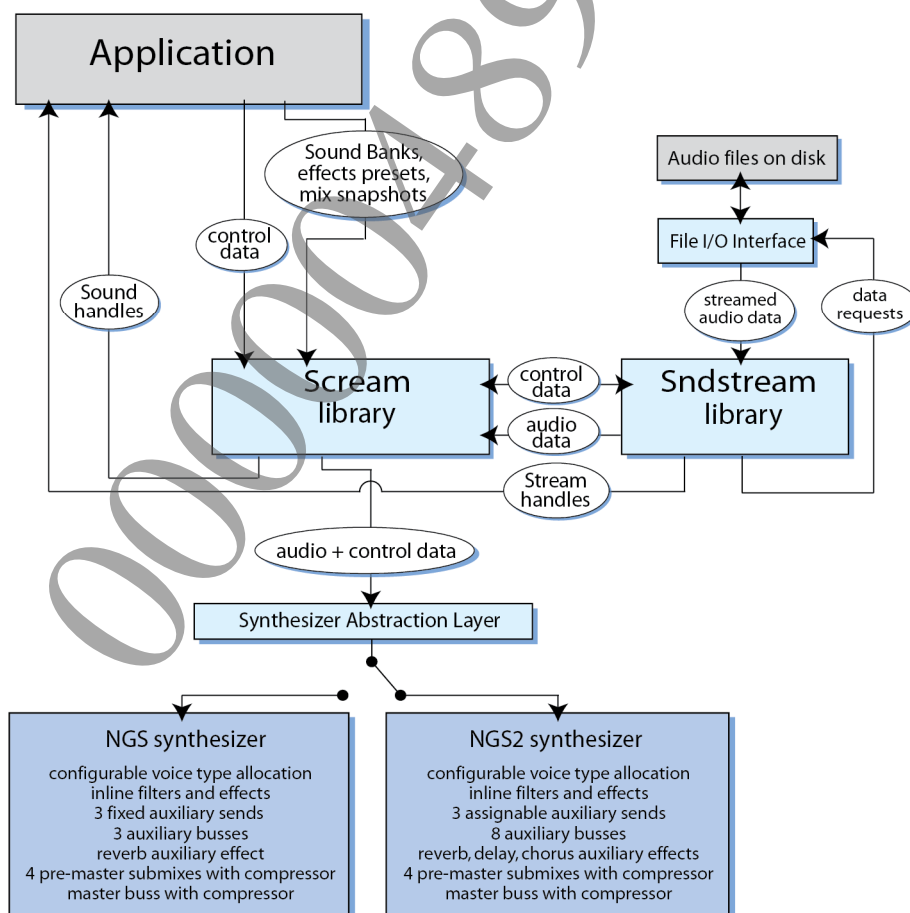 Application
Sound Banks,
effects presets,
mix snapshots
Audio files on disk
control
data
File I/O Interface
Sound
handles
streamed
audio data
data
requests
Scream
library
control
data
audio
data
Sndstream
library
Stream
handles
audio + control data
Synthesizer Abstraction Layer
NGS synthesizer
configurable voice type allocation
inline filters and effects
3 fixed auxiliary sends
3 auxiliary busses
reverb auxiliary effect
4 pre-master submixes with compressor
master buss with compressor
NGS2 synthesizer
configurable voice type allocation
inline filters and effects
3 assignable auxiliary sends
8 auxiliary busses
reverb, delay, chorus auxiliary effects
4 pre-master submixes with compressor
master buss with compressor